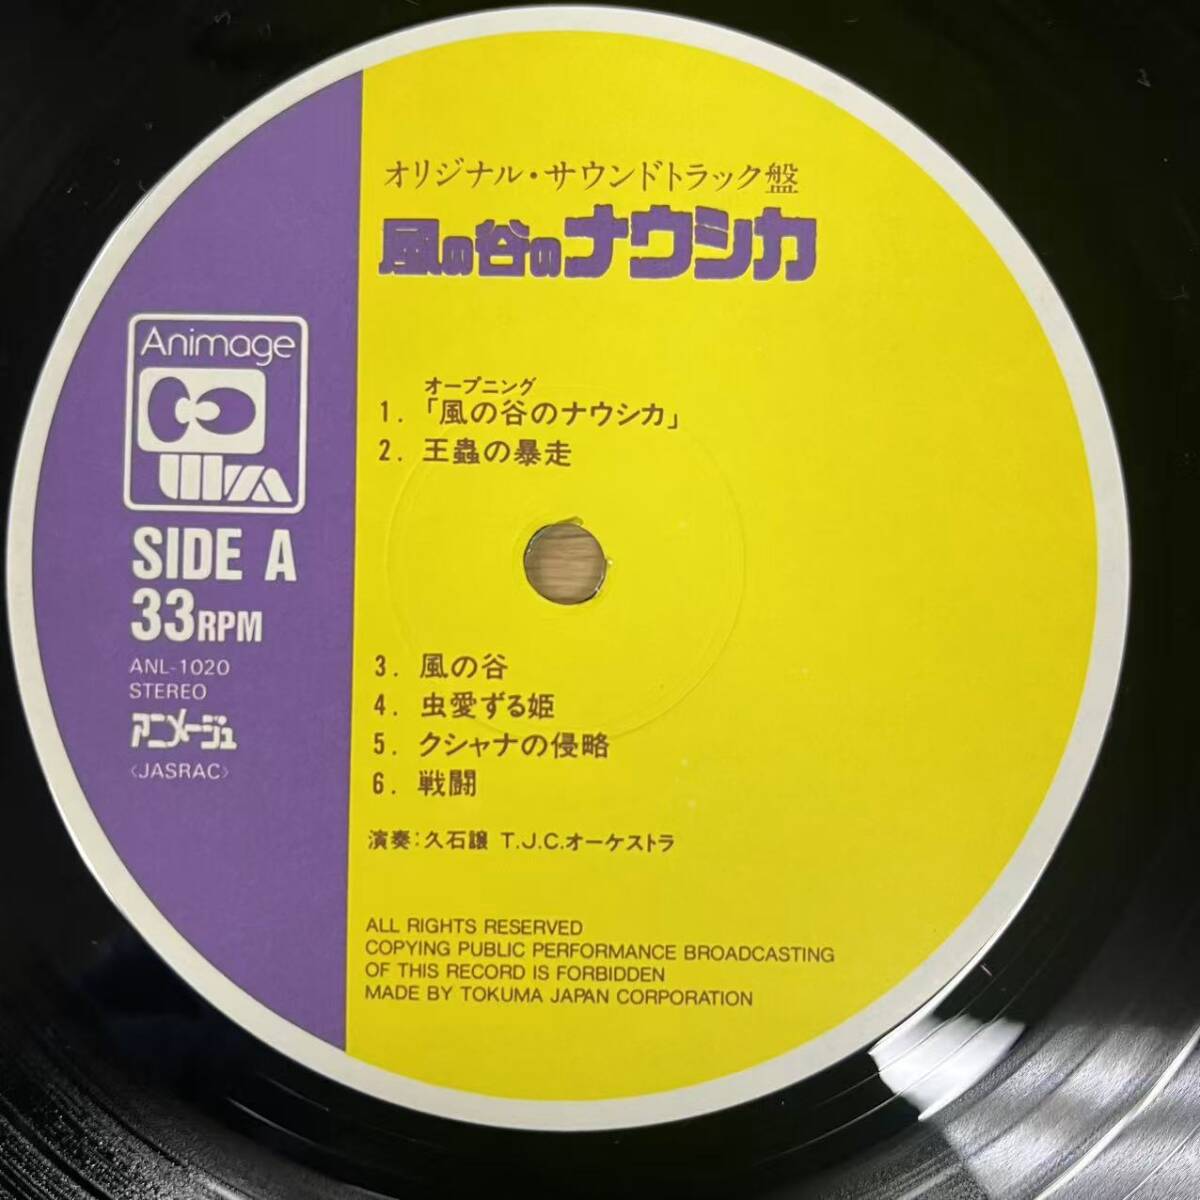 オリジナル・サウンドトラック盤
風の谷のナウシカ
Animage
SIDE A
33RPM
ANL-1020
STEREO
アニメージュ
〈JASRAC〉
オープニング
1. 「風の谷のナウシカ」
2. 王蟲の暴走
3. 風の谷
4. 虫愛ずる姫
5. クシャナの侵略
6. 戦闘
演奏：久石譲 T.J.C.オーケストラ
ALL RIGHTS RESERVED
COPYING PUBLIC PERFORMANCE BROADCASTING
OF THIS RECORD IS FORBIDDEN
MADE BY TOKUMA JAPAN CORPORATION